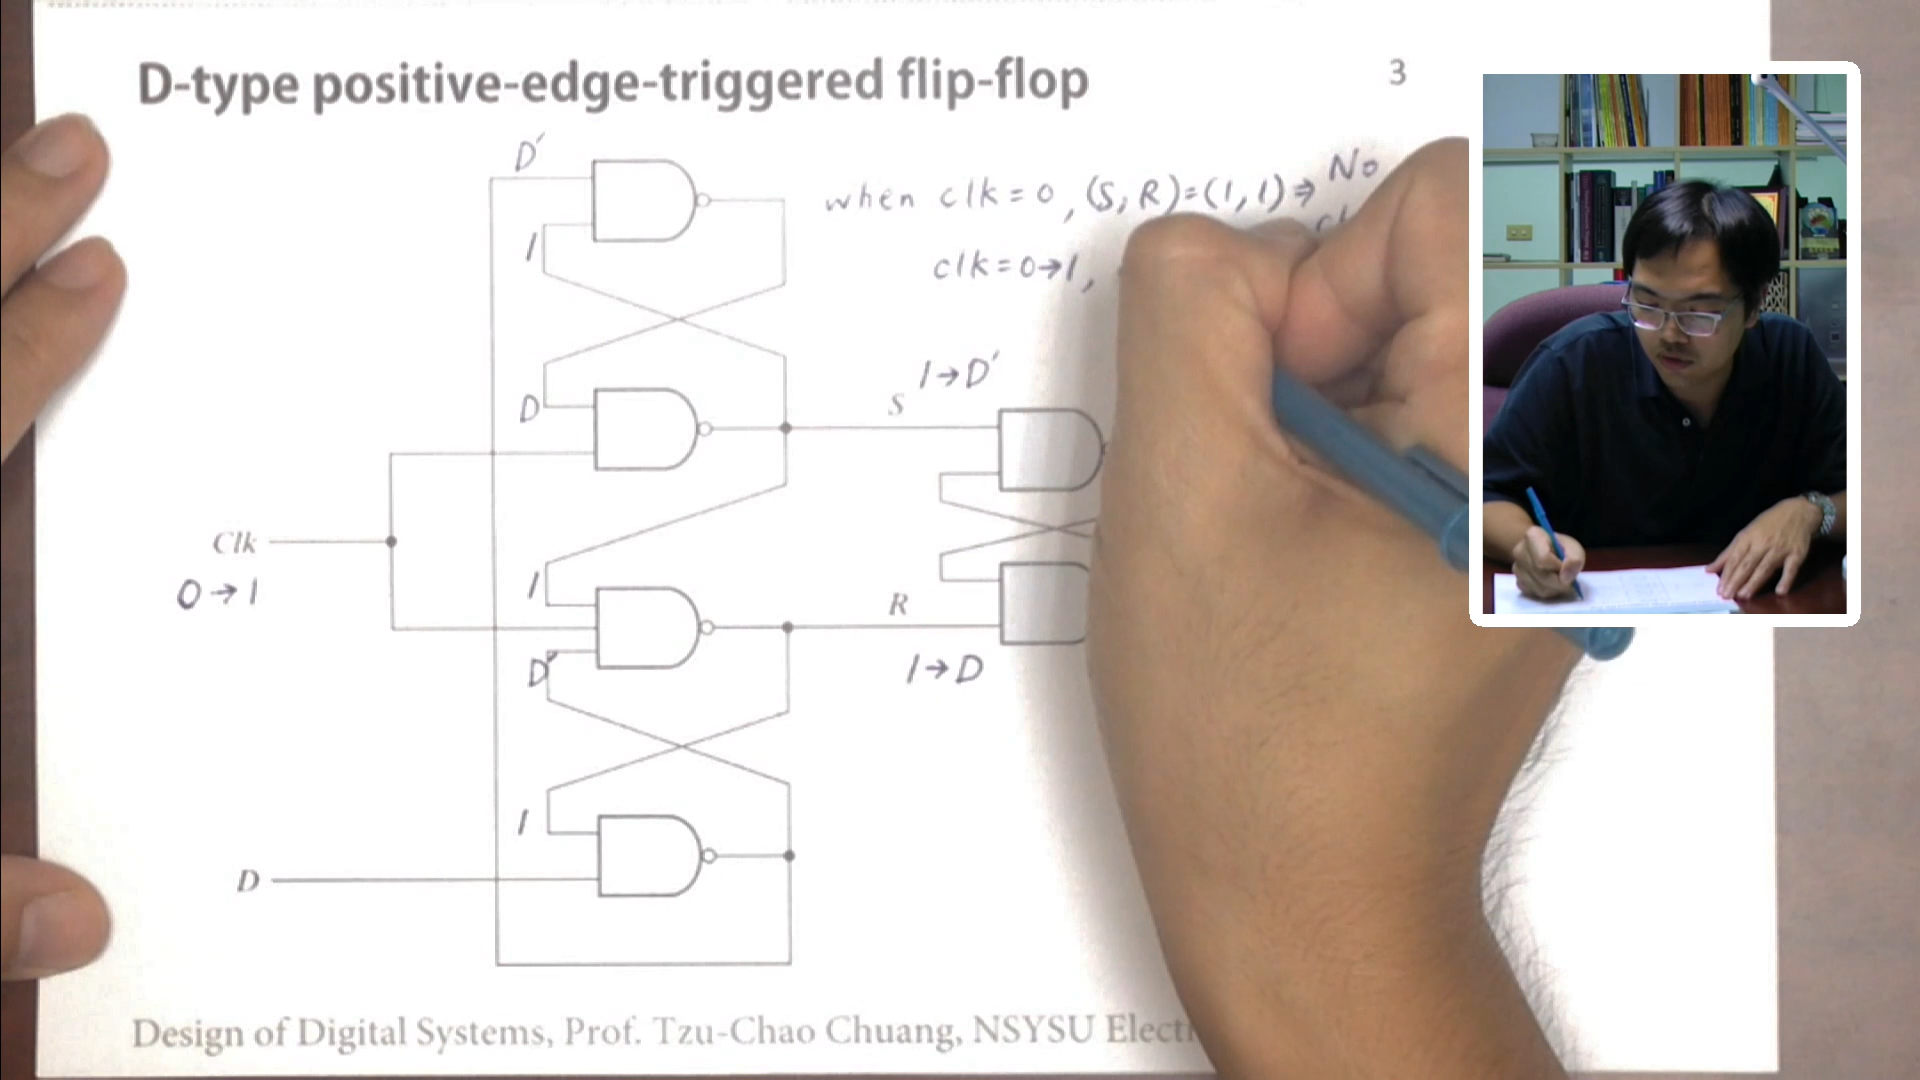 D-type positive-edge-triggered flip-flop
3
D′
when clk = 0, (S, R) = (1, 1) ⇒ No
1
clk = 0→1,
1→D′
D
S
Clk
0→1
1
R
D′
1→D
1
D
Design of Digital Systems, Prof. Tzu-Chao Chuang, NSYSU